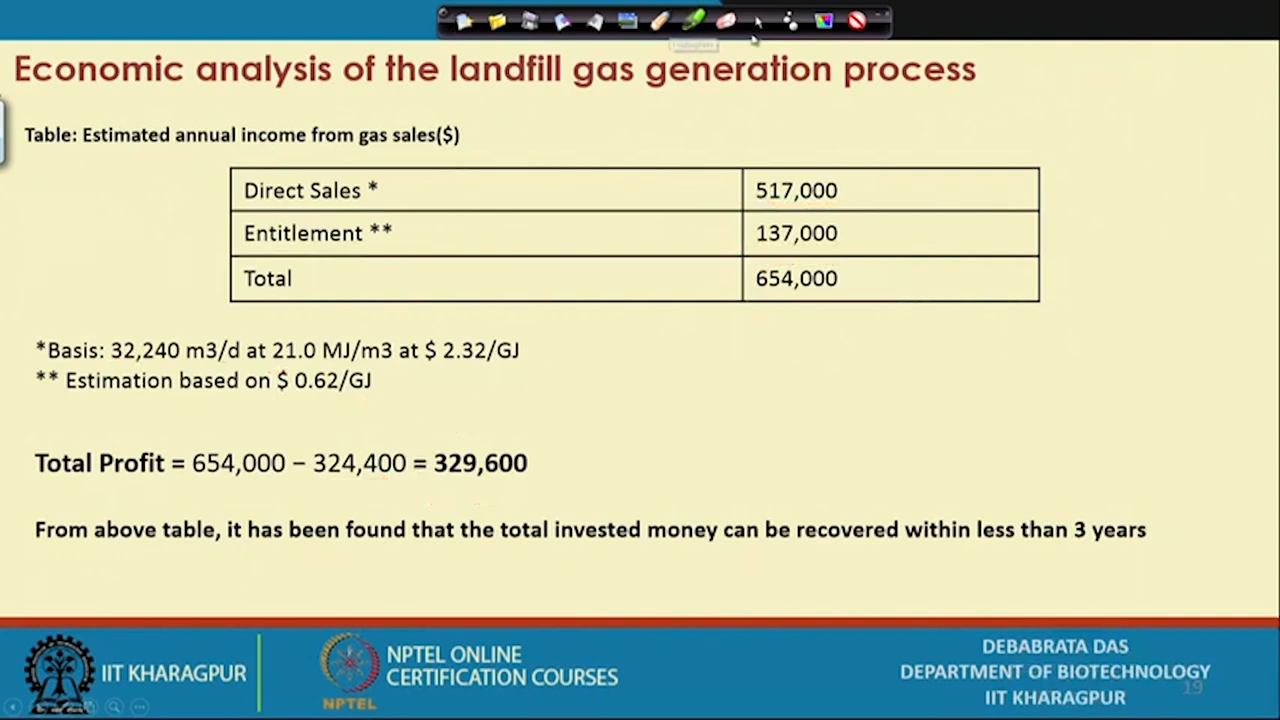 Economic analysis of the landfill gas generation process
Table: Estimated annual income from gas sales($)
Direct Sales * 517,000
Entitlement ** 137,000
Total 654,000
*Basis: 32,240 m3/d at 21.0 MJ/m3 at $ 2.32/GJ
** Estimation based on $ 0.62/GJ
Total Profit = 654,000 − 324,400 = 329,600
From above table, it has been found that the total invested money can be recovered within less than 3 years
IIT KHARAGPUR
NPTEL
NPTEL ONLINE
CERTIFICATION COURSES
DEBABRATA DAS
DEPARTMENT OF BIOTECHNOLOGY
IIT KHARAGPUR
19